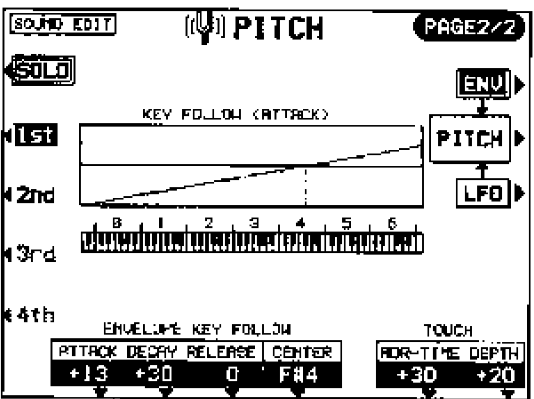 SOUND EDIT PITCH PAGE2/2
SOLO
ENV
KEY FOLLOW (ATTACK)
1st
PITCH
2nd
LFO
0 1 2 3 4 5 6
3rd
4th
ENVELOPE KEY FOLLOW TOUCH
ATTACK DECAY RELEASE CENTER ADR-TIME DEPTH
+13 +30 0 F#4 +30 +20